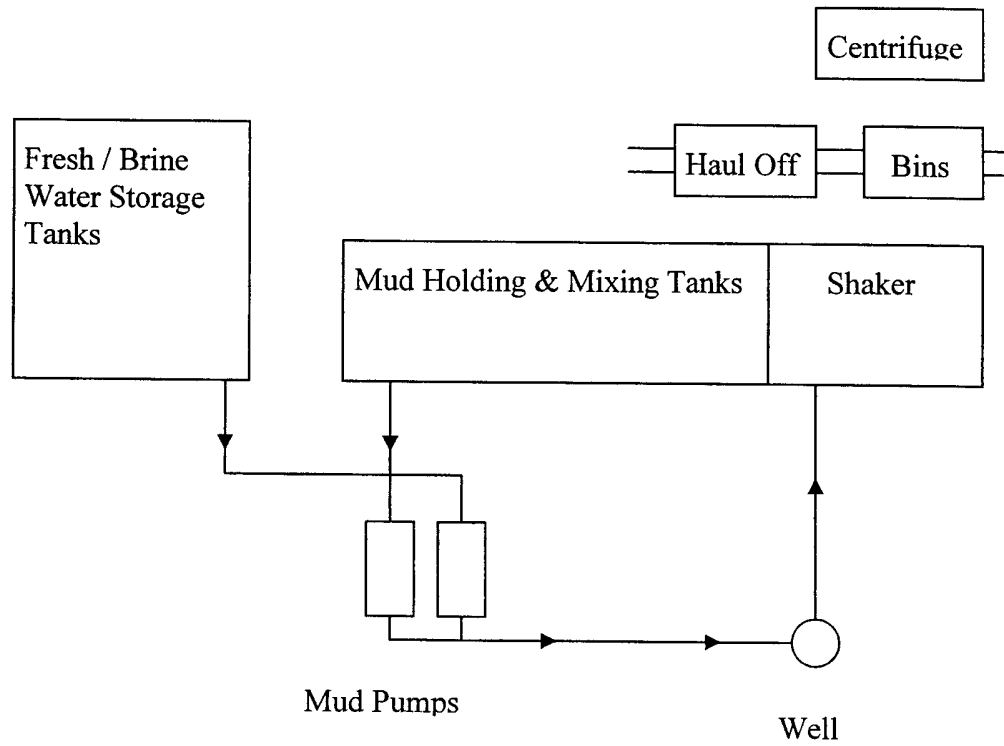 Centrifuge
Fresh / Brine
Water Storage
Tanks
Haul Off
Bins
Mud Holding & Mixing Tanks
Shaker
Mud Pumps
Well